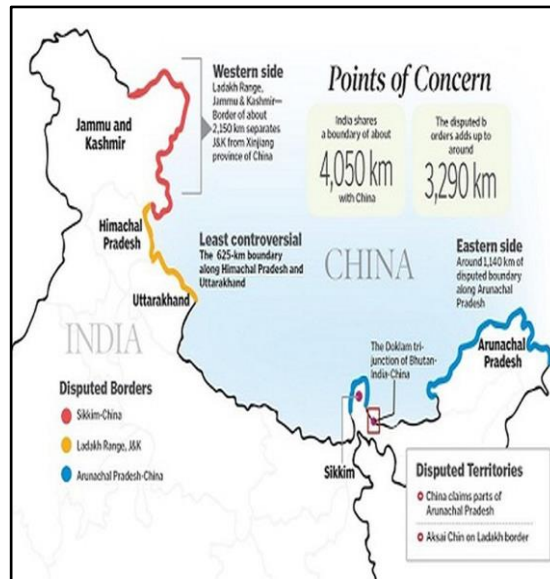 Points of Concern
Western side
Ladakh Range,
Jammu & Kashmir—
Border of about
2,150 km separates
J&K from Xinjiang
province of China
India shares
a boundary of about
4,050 km
with China
The disputed b
orders adds up to
around
3,290 km
Jammu and
Kashmir
Himachal
Pradesh
Least controversial
The 625-km boundary
along Himachal Pradesh and
Uttarakhand
Uttarakhand
CHINA
INDIA
Eastern side
Around 1,140 km of
disputed boundary
along Arunachal
Pradesh
Arunachal
Pradesh
The Doklam tri-
junction of Bhutan-
India-China
Sikkim
Disputed Borders
Sikkim-China
Ladakh Range, J&K
Arunachal Pradesh-China
Disputed Territories
China claims parts of
Arunachal Pradesh
Aksai Chin on Ladakh border